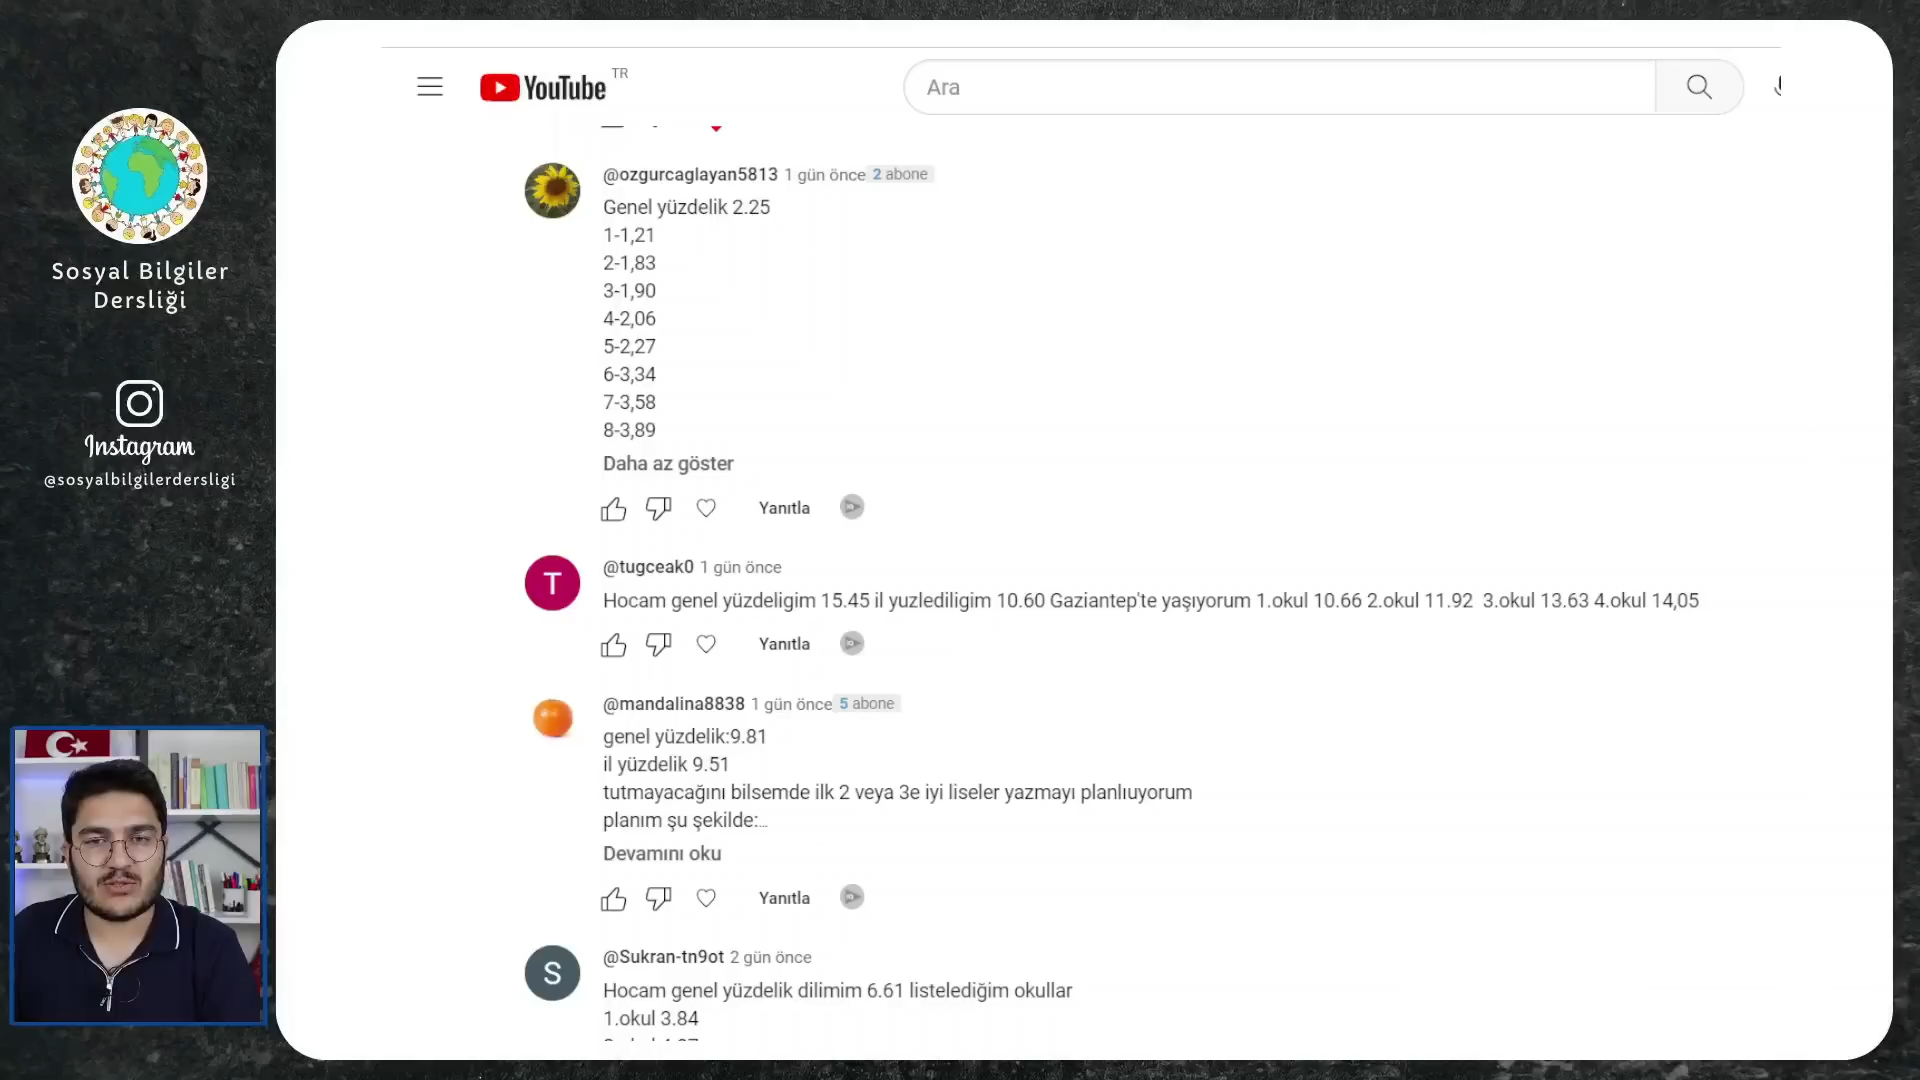 YouTube TR
Ara
Sosyal Bilgiler
Dersliği
Instagram
@sosyalbilgilerdersligi
@ozgurcaglayan5813 1 gün önce 2 abone
Genel yüzdelik 2.25
1-1,21
2-1,83
3-1,90
4-2,06
5-2,27
6-3,34
7-3,58
8-3,89
Daha az göster
Yanıtla
T
@tugceak0 1 gün önce
Hocam genel yüzdeligim 15.45 il yuzlediligim 10.60 Gaziantep'te yaşıyorum 1.okul 10.66 2.okul 11.92 3.okul 13.63 4.okul 14,05
Yanıtla
@mandalina8838 1 gün önce 5 abone
genel yüzdelik:9.81
il yüzdelik 9.51
tutmayacağını bilsemde ilk 2 veya 3e iyi liseler yazmayı planlıuyorum
planım şu şekilde:...
Devamını oku
Yanıtla
S
@Sukran-tn9ot 2 gün önce
Hocam genel yüzdelik dilimim 6.61 listelediğim okullar
1.okul 3.84